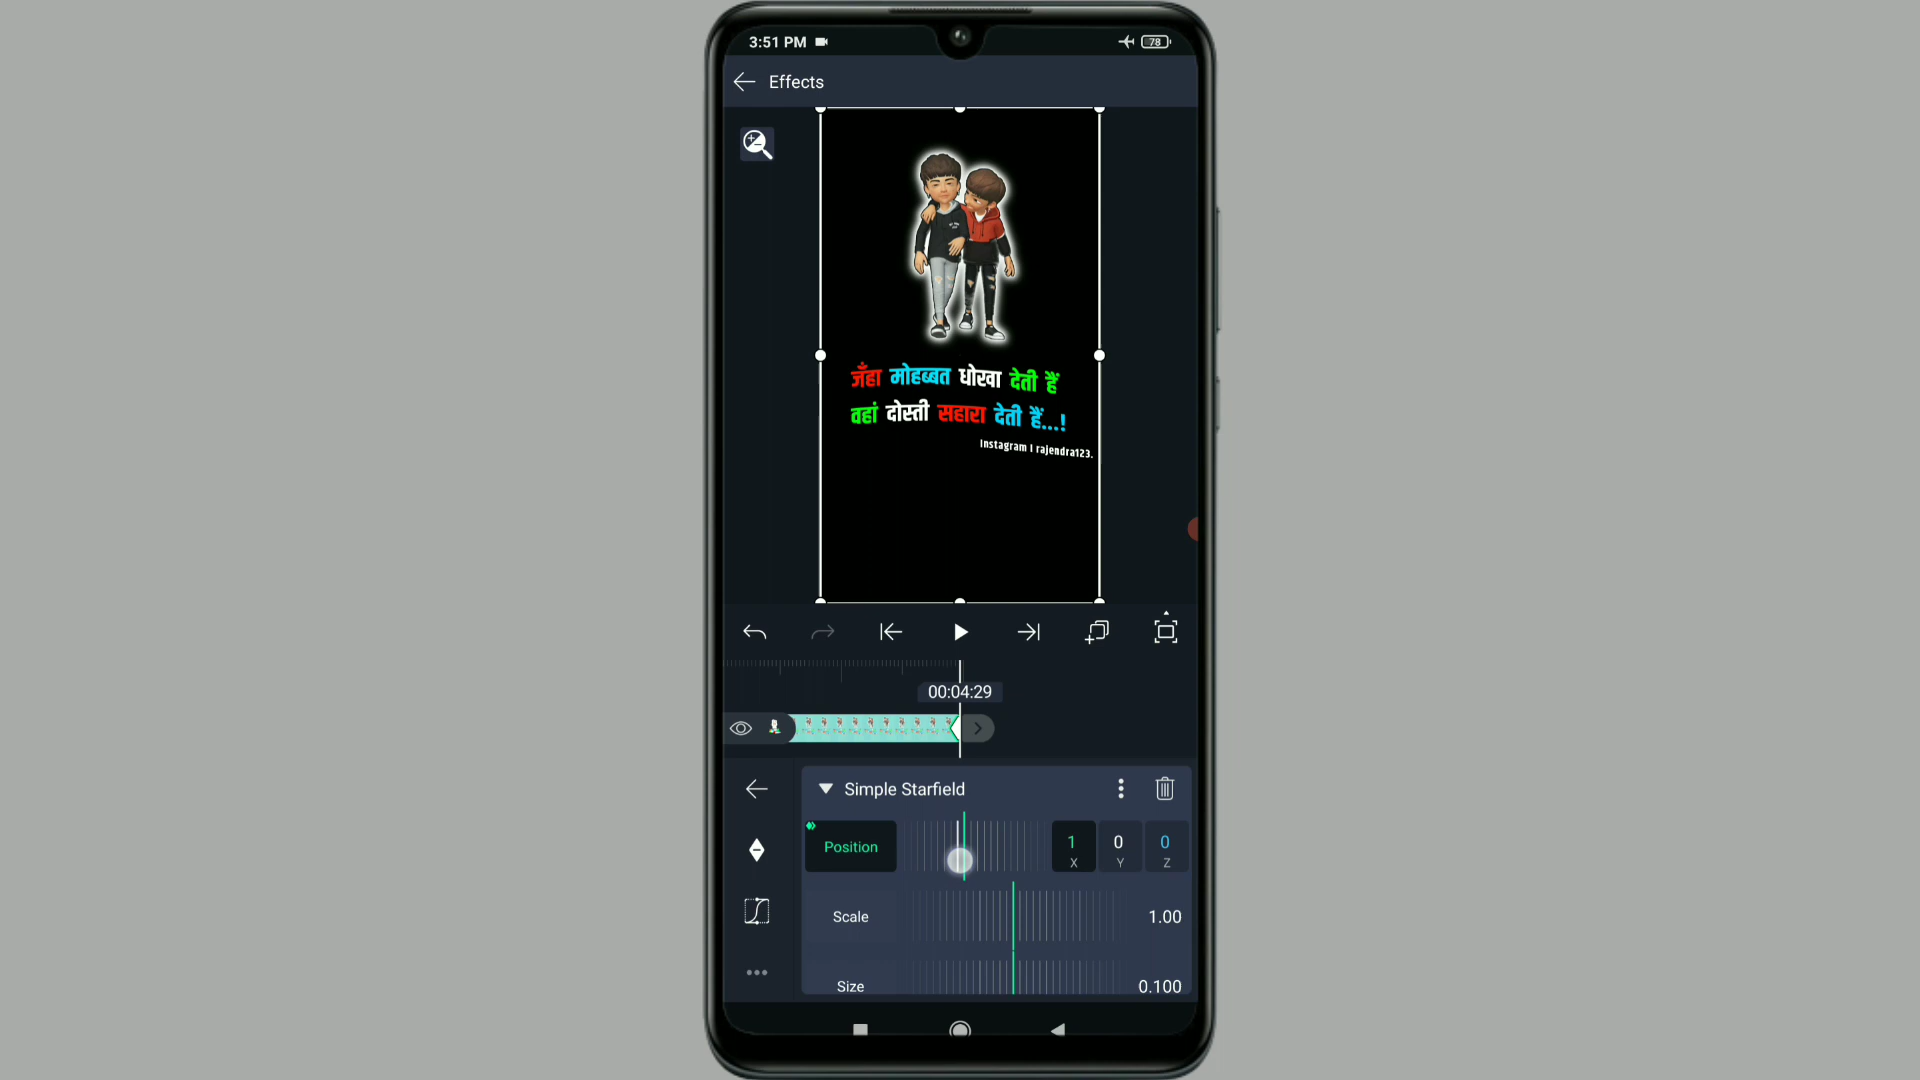 3:51 PM
78
Effects
जँहा मोहब्बत धोखा देती हैं
वहां दोस्ती सहारा देती हैं...!
Instagram I rajendra123.
00:04:29
Simple Starfield
Position
1 0 0
X Y Z
Scale 1.00
Size 0.100